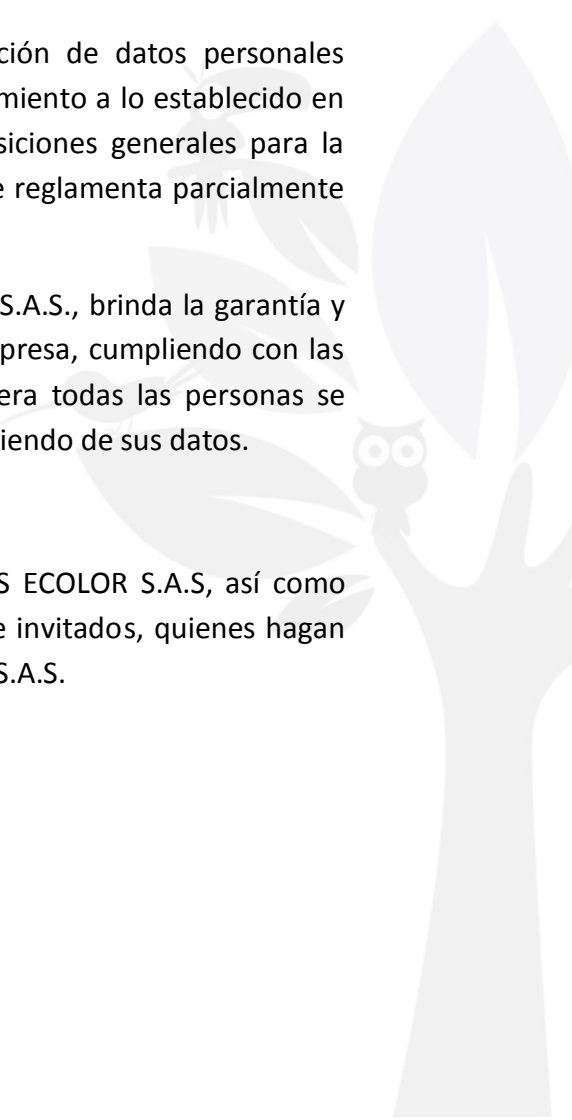 ción de datos personales
miento a lo establecido en
siciones generales para la
e reglamenta parcialmente
S.A.S., brinda la garantía y
presa, cumpliendo con las
era todas las personas se
iendo de sus datos.
S ECOLOR S.A.S, así como
e invitados, quienes hagan
S.A.S.